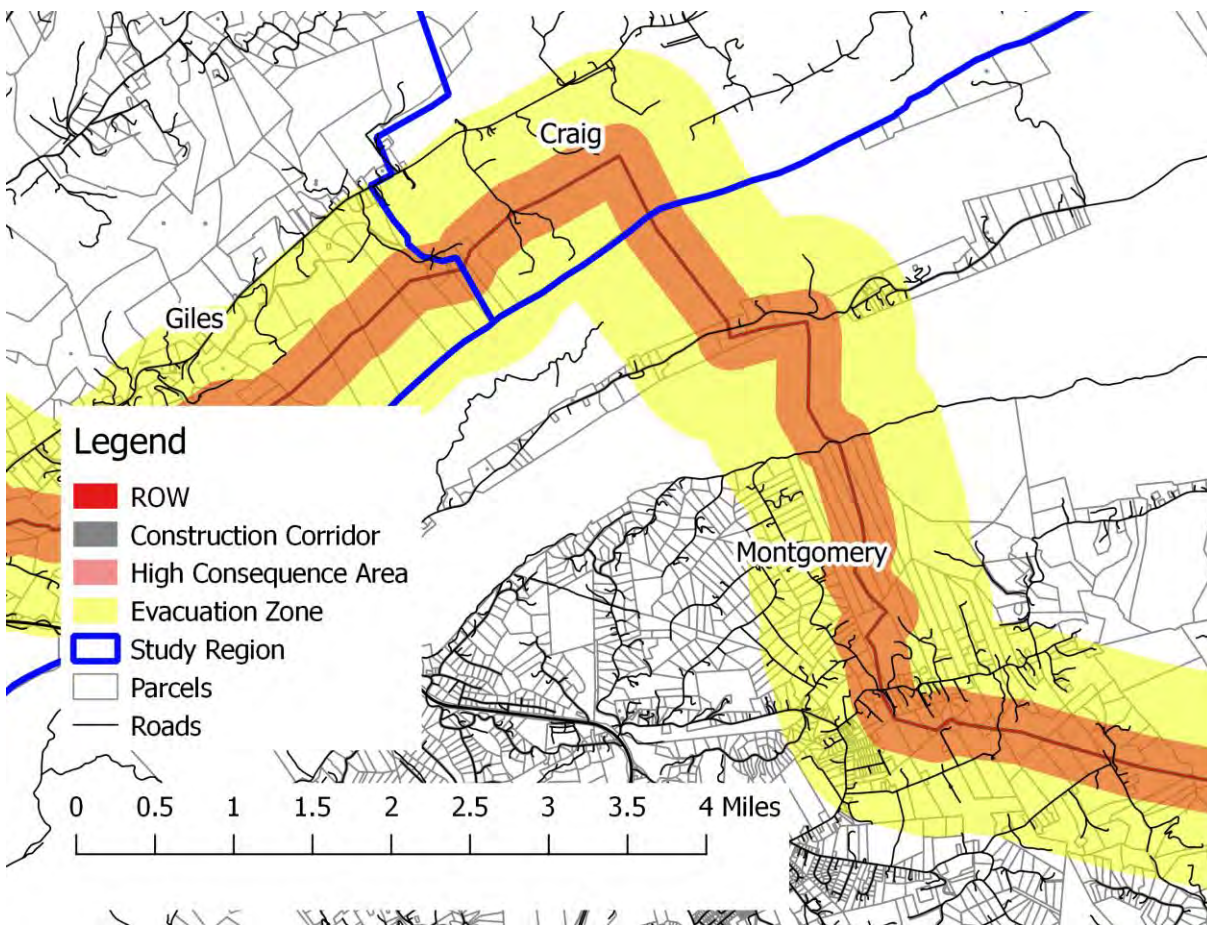 Craig
Giles
Legend
ROW
Construction Corridor
High Consequence Area
Evacuation Zone
Study Region
Parcels
Roads
Montgomery
0 0.5 1 1.5 2 2.5 3 3.5 4 Miles